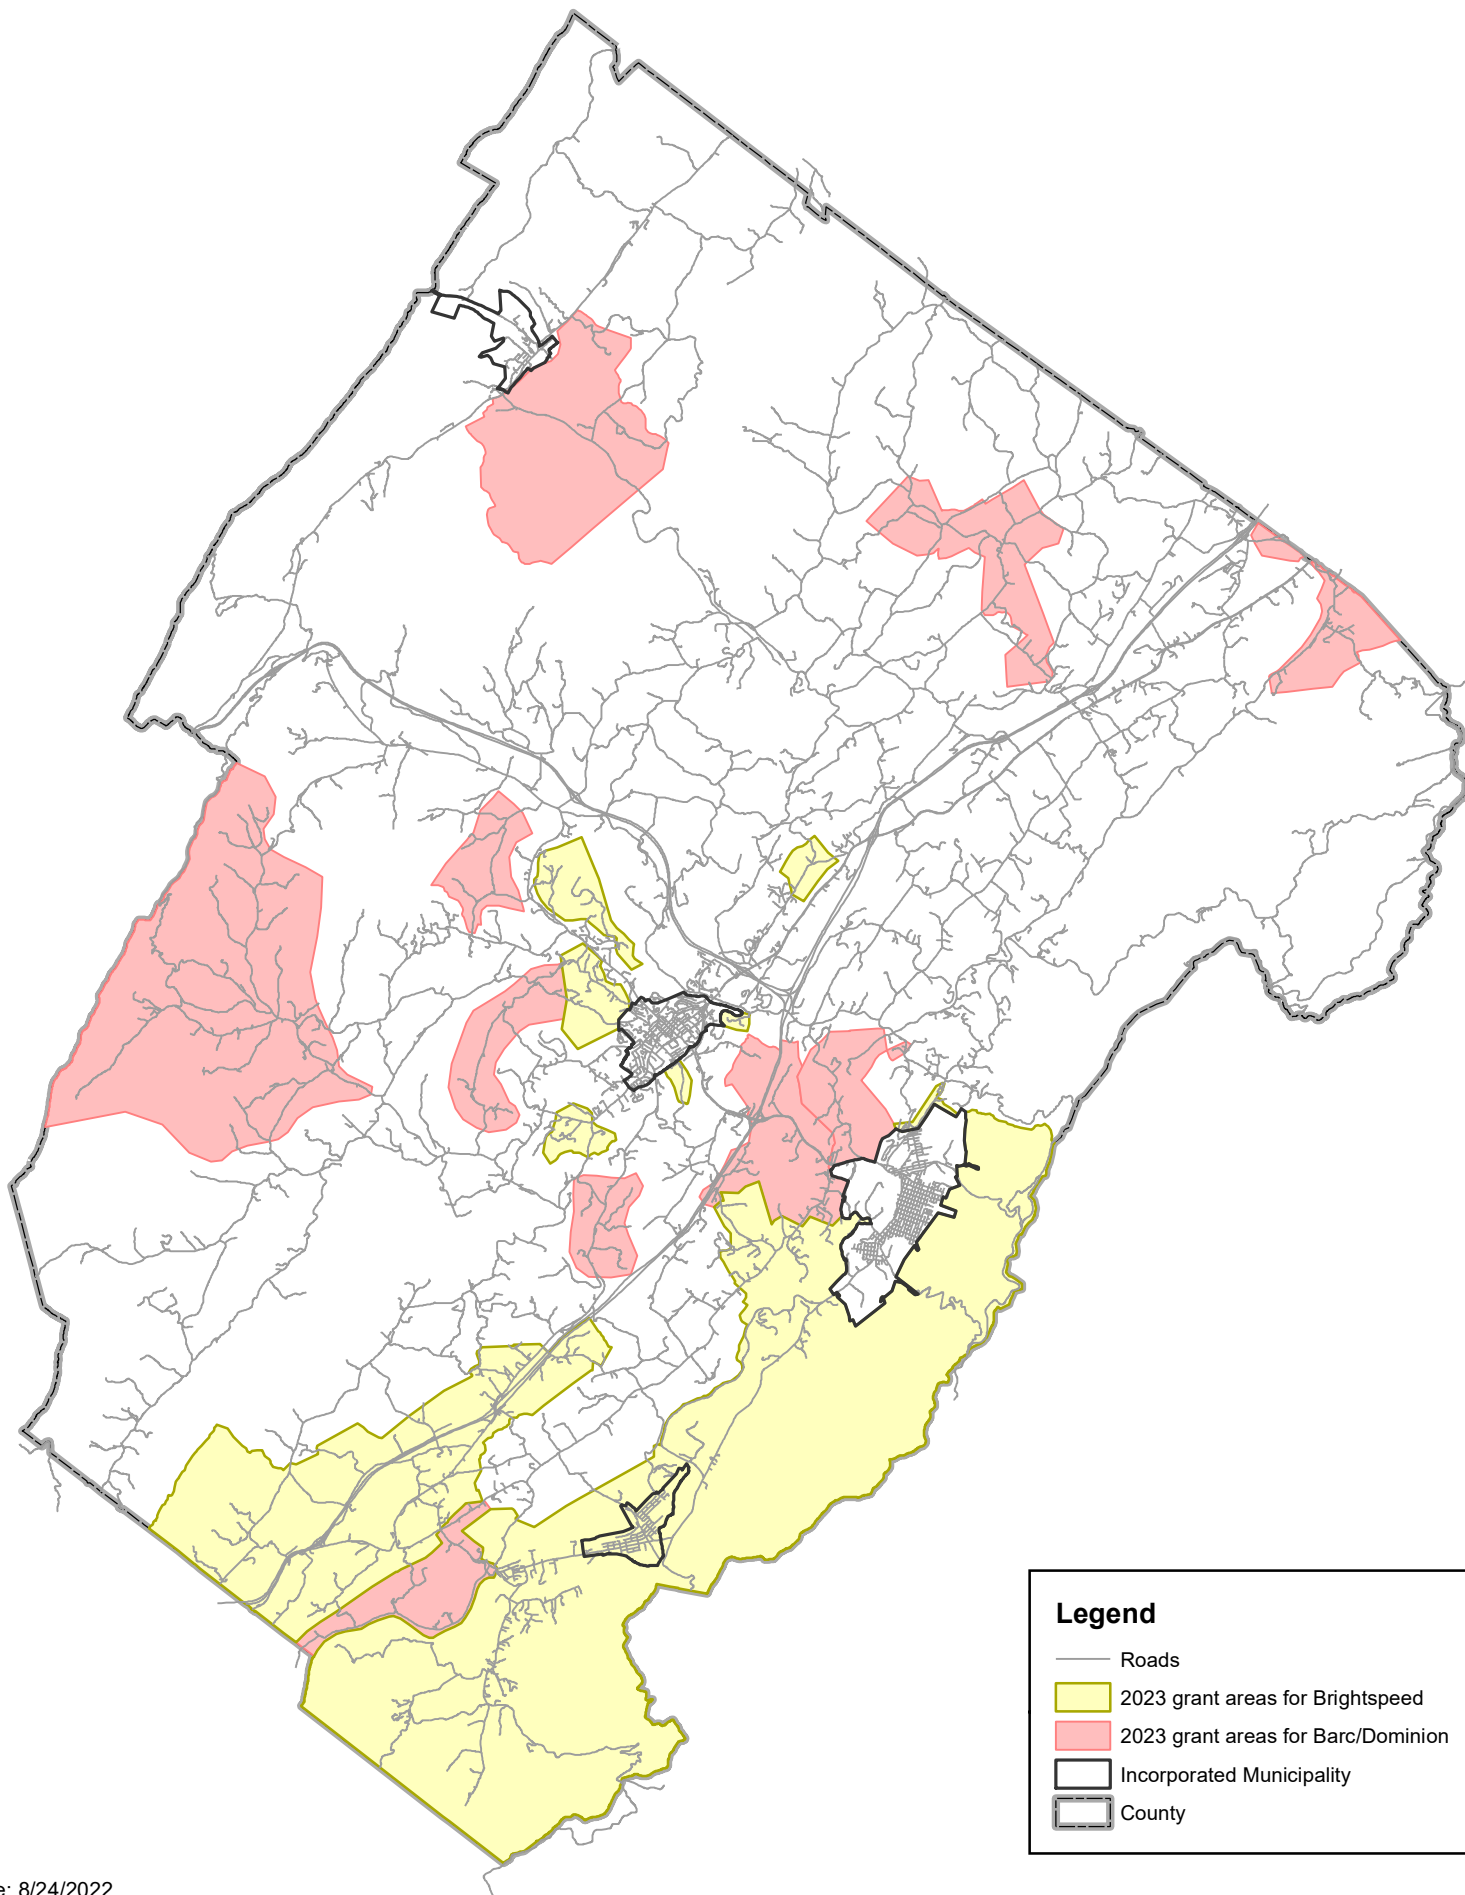 Legend
Roads
2023 grant areas for Brightspeed
2023 grant areas for Barc/Dominion
Incorporated Municipality
County
e: 8/24/2022